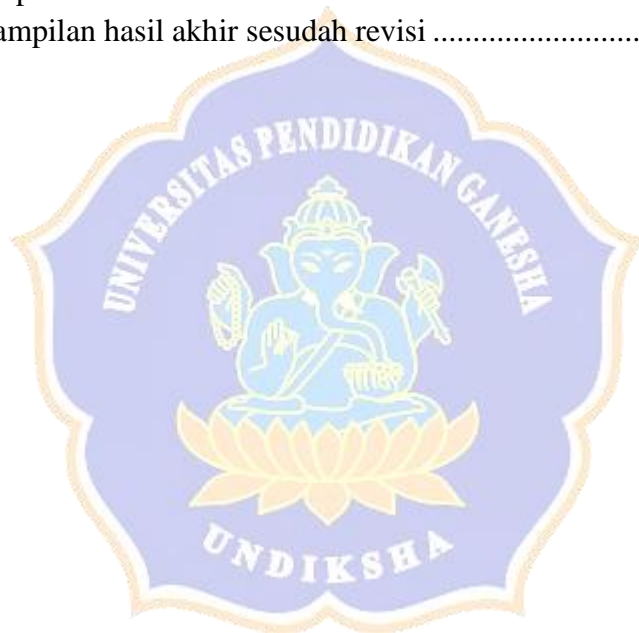 ampilan hasil akhir sesudah revisi ........................
UNIVERSITAS PENDIDIKAN GANESHA
UNDIKSHA